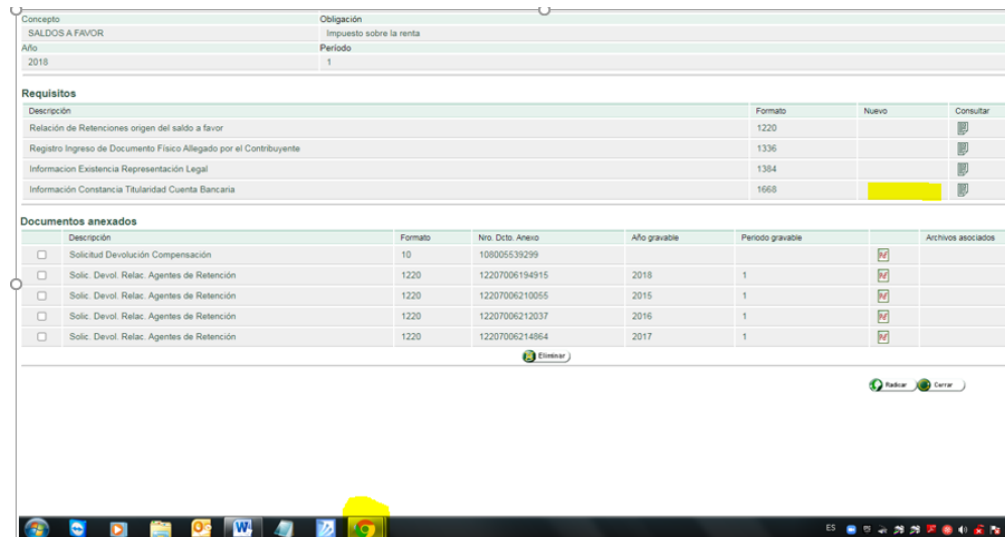 Concepto Obligación
SALDOS A FAVOR Impuesto sobre la renta
Año Período
2018 1
Requisitos
Descripción Formato Nuevo Consultar
Relación de Retenciones origen del saldo a favor 1220
Registro Ingreso de Documento Físico Allegado por el Contribuyente 1336
Informacion Existencia Representación Legal 1384
Información Constancia Titularidad Cuenta Bancaria 1668
Documentos anexados
Descripción Formato Nro. Dcto. Anexo Año gravable Periodo gravable Archivos asociados
Solicitud Devolución Compensación 10 108005539299
Solic. Devol. Relac. Agentes de Retención 1220 12207006194915 2018 1
Solic. Devol. Relac. Agentes de Retención 1220 12207006210055 2015 1
Solic. Devol. Relac. Agentes de Retención 1220 12207006212037 2016 1
Solic. Devol. Relac. Agentes de Retención 1220 12207006214864 2017 1
Eliminar
Radicar Cerrar
ES